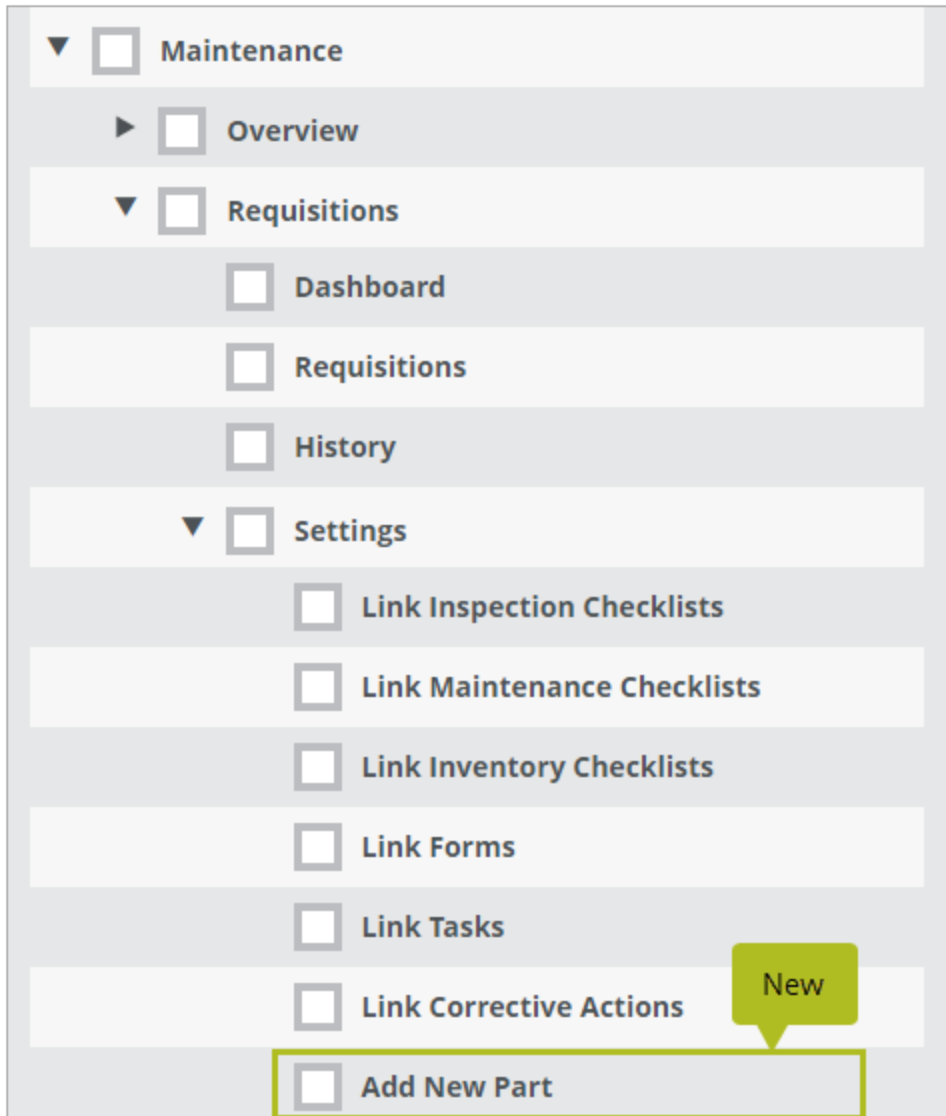 Maintenance
Overview
Requisitions
Dashboard
Requisitions
History
Settings
Link Inspection Checklists
Link Maintenance Checklists
Link Inventory Checklists
Link Forms
Link Tasks
Link Corrective Actions
New
Add New Part